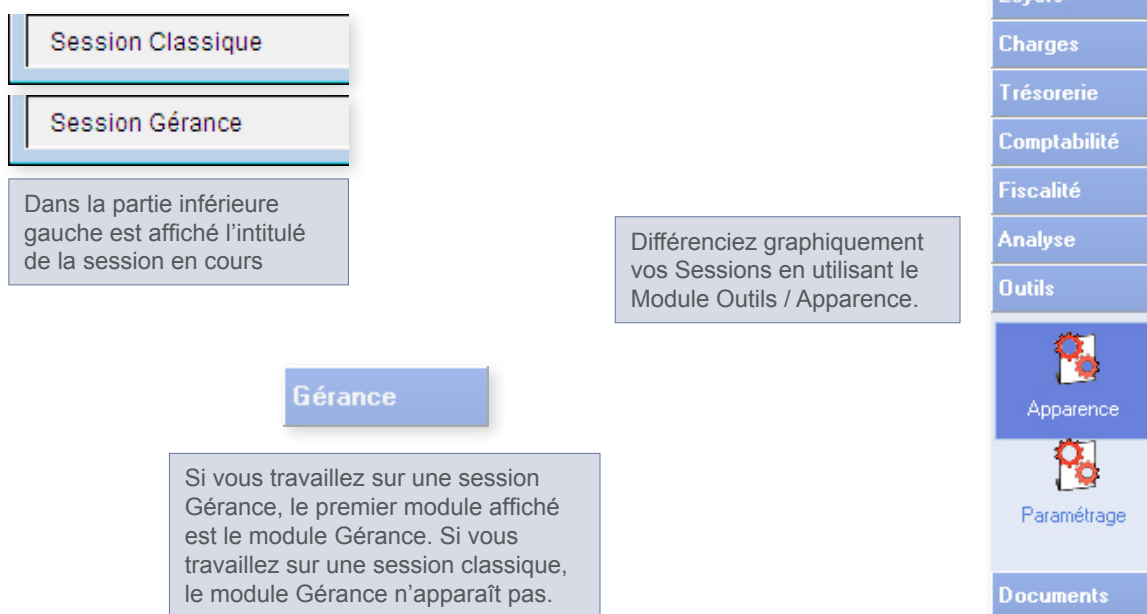 Session Classique
Session Gérance
Dans la partie inférieure
gauche est affiché l’intitulé
de la session en cours
Différenciez graphiquement
vos Sessions en utilisant le
Module Outils / Apparence.
Gérance
Si vous travaillez sur une session
Gérance, le premier module affiché
est le module Gérance. Si vous
travaillez sur une session classique,
le module Gérance n’apparaît pas.
Charges
Trésorerie
Comptabilité
Fiscalité
Analyse
Outils
Apparence
Paramétrage
Documents